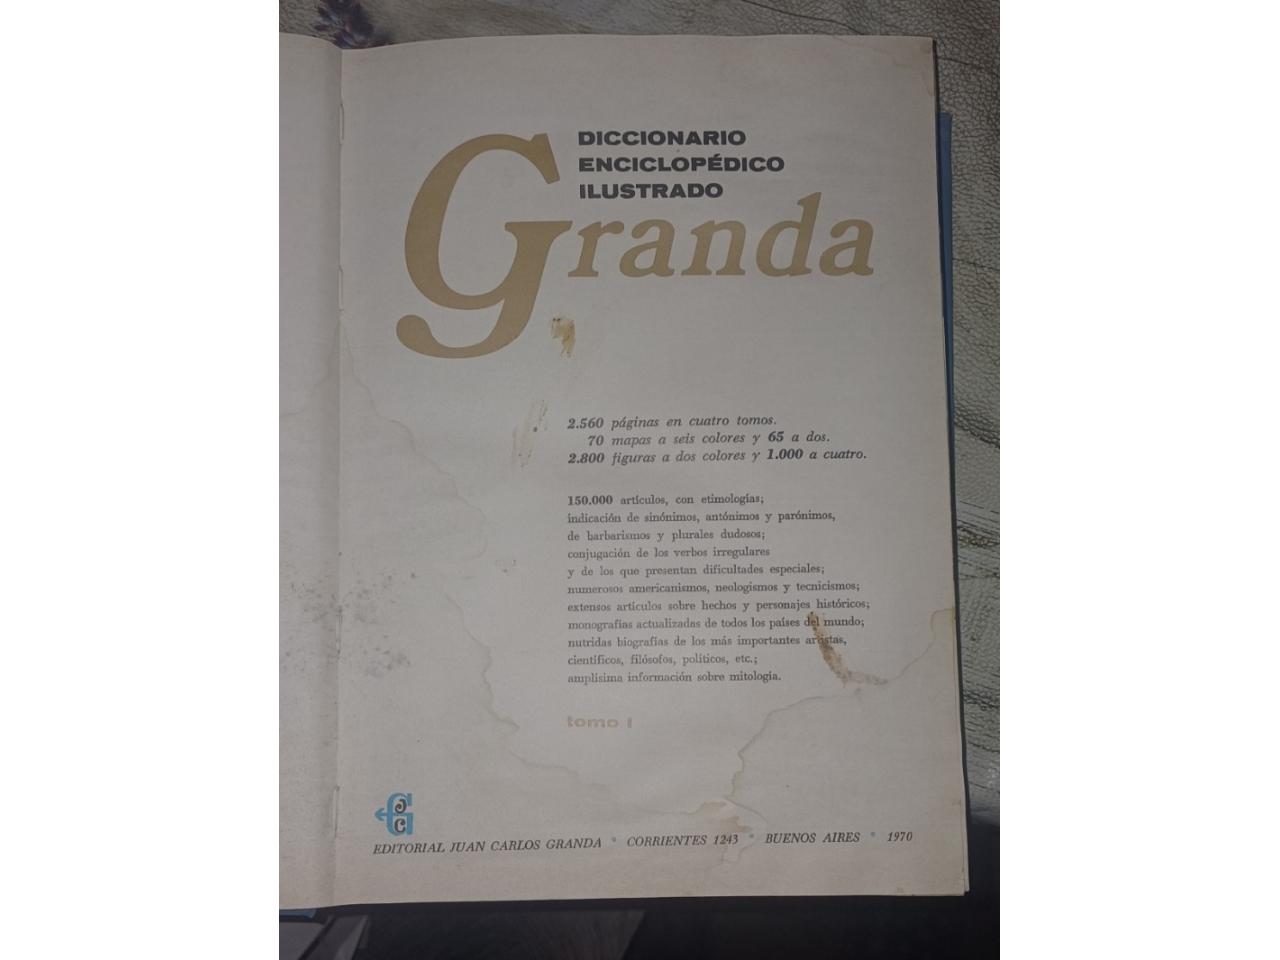 DICCIONARIO
ENCICLOPÉDICO
ILUSTRADO
Granda
2.560 páginas en cuatro tomos.
70 mapas a seis colores y 65 a dos.
2.800 figuras a dos colores y 1.000 a cuatro.
150.000 artículos, con etimologías;
indicación de sinónimos, antónimos y parónimos,
de barbarismos y plurales dudosos;
conjugación de los verbos irregulares
y de los que presentan dificultades especiales;
numerosos americanismos, neologismos y tecnicismos;
extensos artículos sobre hechos y personajes históricos;
monografías actualizadas de todos los países del mundo;
nutridas biografías de los más importantes artistas,
científicos, filósofos, políticos, etc.;
amplísima información sobre mitología.
tomo I
EDITORIAL JUAN CARLOS GRANDA • CORRIENTES 1243 • BUENOS AIRES • 1970